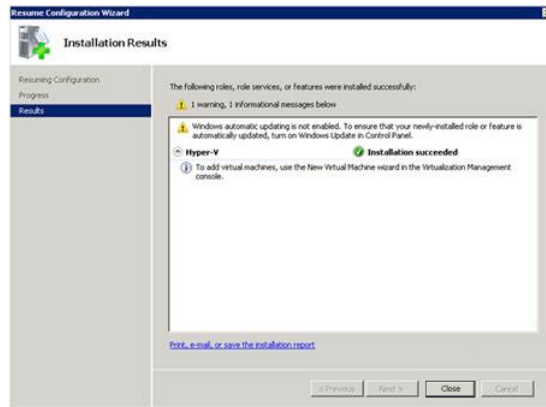 Resume Configuration Wizard
Installation Results
Resuming Configuration
Progress
Results
The following roles, role services, or features were installed successfully:
1 warning, 1 informational messages below
Windows automatic updating is not enabled. To ensure that your newly-installed role or feature is
automatically updated, turn on Windows Update in Control Panel.
Hyper-V
Installation succeeded
To add virtual machines, use the New Virtual Machine wizard in the Virtualization Management
console.
Print, e-mail, or save the installation report
< Previous
Next >
Close
Cancel